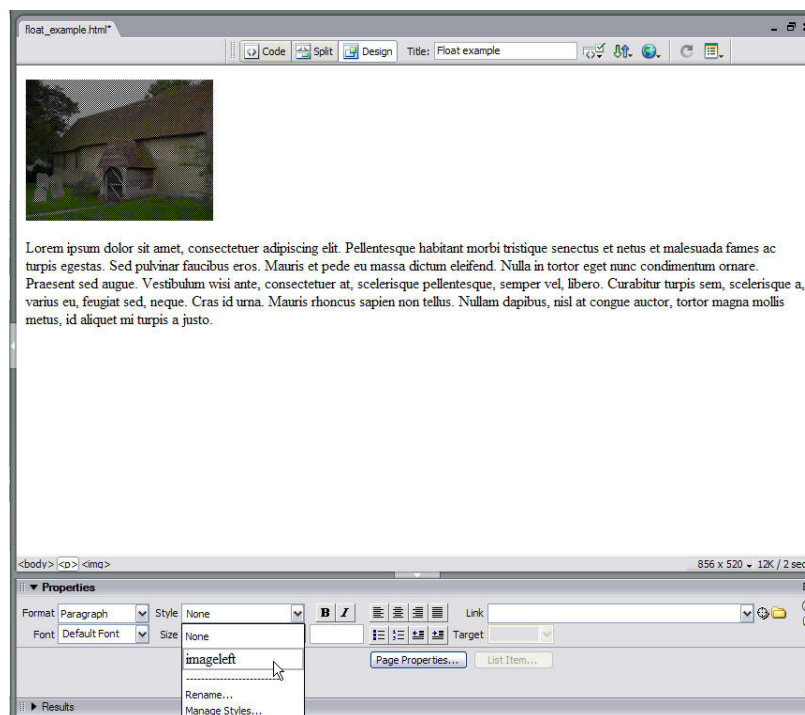 float_example.html*
Code Split Design Title: Float example
Lorem ipsum dolor sit amet, consectetuer adipiscing elit. Pellentesque habitant morbi tristique senectus et netus et malesuada fames ac
turpis egestas. Sed pulvinar faucibus eros. Mauris et pede eu massa dictum eleifend. Nulla in tortor eget nunc condimentum ornare.
Praesent sed augue. Vestibulum wisi ante, consectetuer at, scelerisque pellentesque, semper vel, libero. Curabitur turpis sem, scelerisque a,
varius eu, feugiat sed, neque. Cras id urna. Mauris rhoncus sapien non tellus. Nullam dapibus, nisl at congue auctor, tortor magna mollis
metus, id aliquet mi turpis a justo.
<body> <p> <img> 856 x 520 12K / 2 sec
Properties
Format Paragraph Style None B I Link
Font Default Font Size None Target
imageleft Page Properties... List Item...
Rename...
Results Manage Styles...